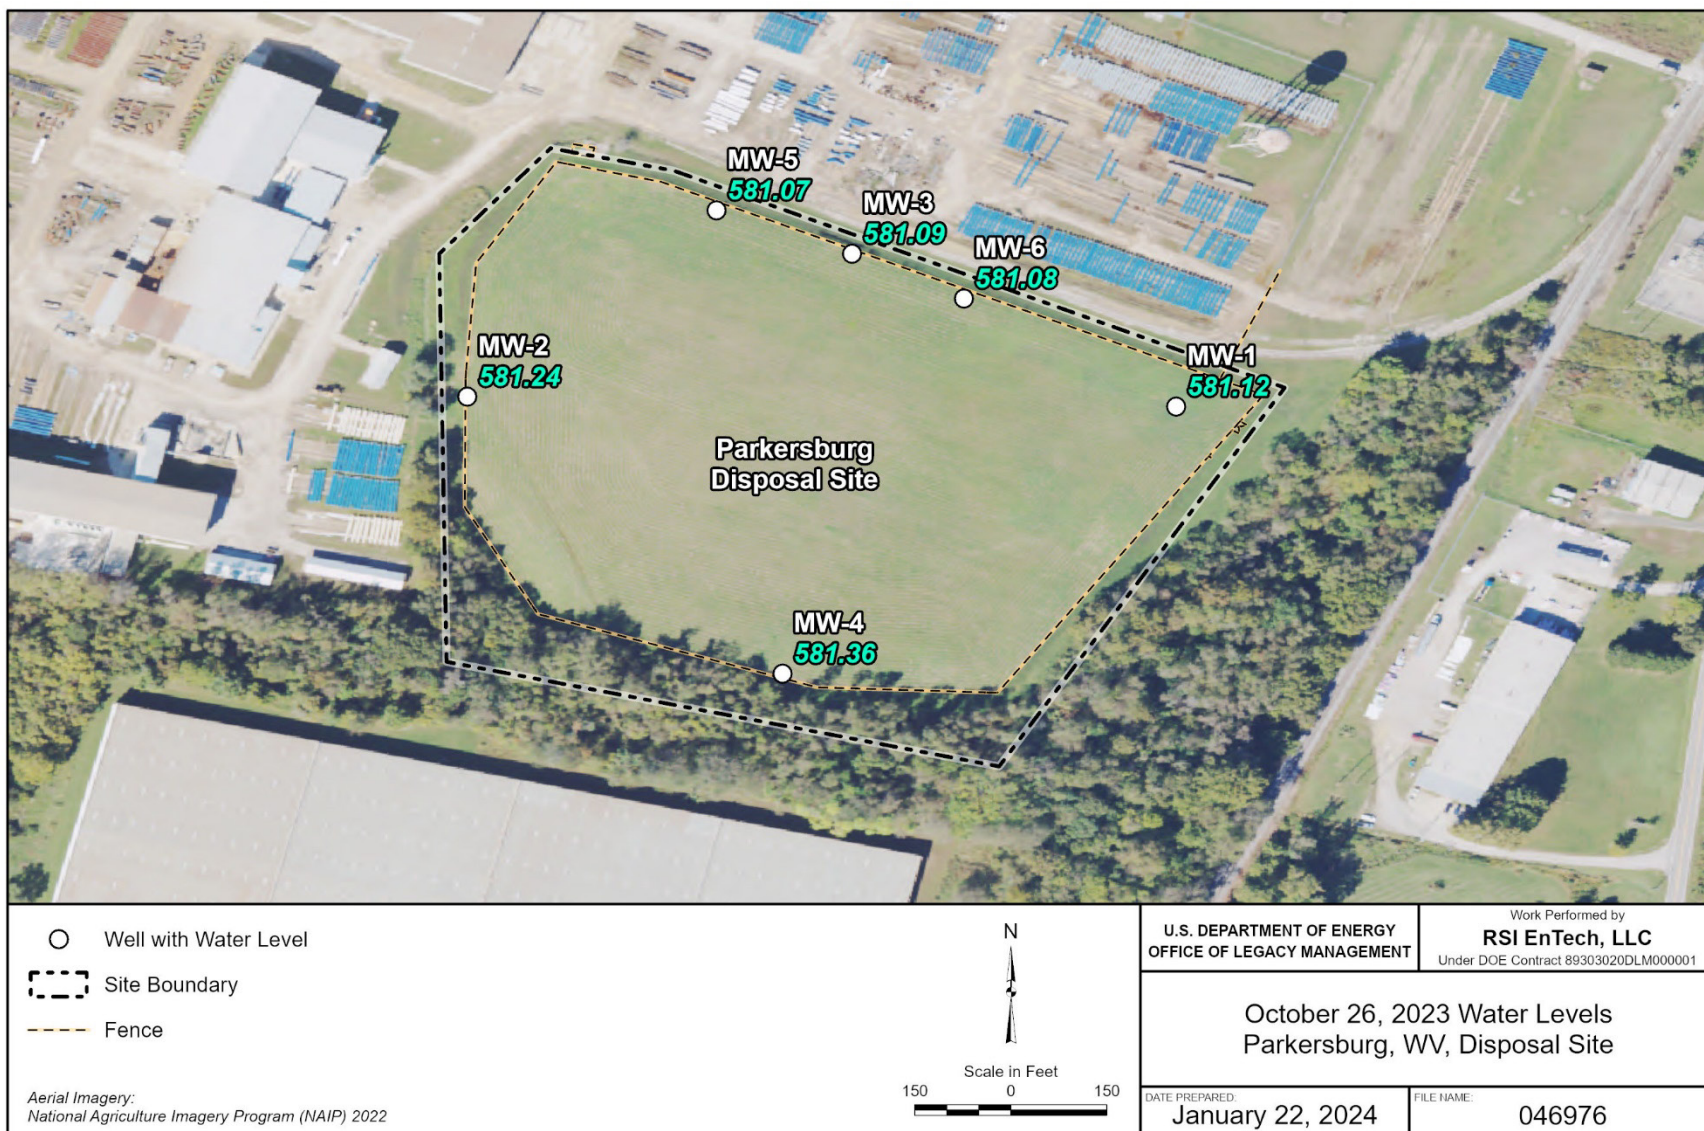 MW-5
581.07
MW-3
581.09
MW-6
581.08
MW-2
581.24
MW-1
581.12
Parkersburg
Disposal Site
MW-4
581.36
Well with Water Level
Site Boundary
Fence
Aerial Imagery:
National Agriculture Imagery Program (NAIP) 2022
N
Scale in Feet
150 0 150
U.S. DEPARTMENT OF ENERGY
OFFICE OF LEGACY MANAGEMENT
Work Performed by
RSI EnTech, LLC
Under DOE Contract 89303020DLM000001
October 26, 2023 Water Levels
Parkersburg, WV, Disposal Site
DATE PREPARED:
January 22, 2024
FILE NAME:
046976